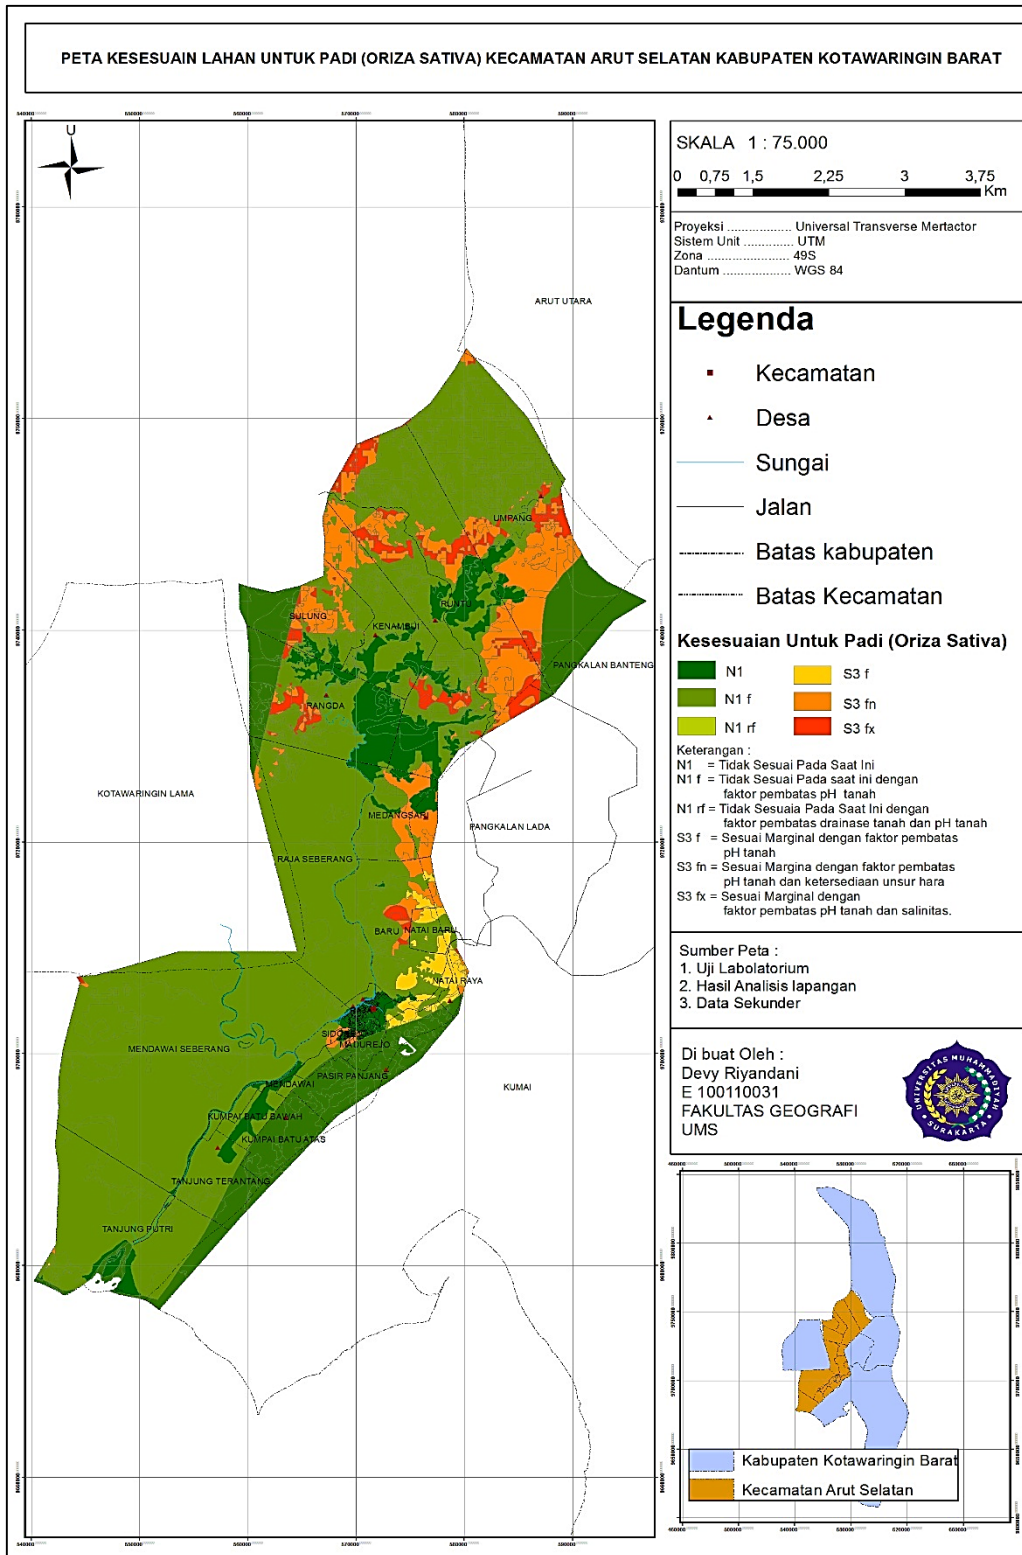 PETA KESESUAIN LAHAN UNTUK PADI (ORIZA SATIVA) KECAMATAN ARUT SELATAN KABUPATEN KOTAWARINGIN BARAT
U
ARUT UTARA
UMPANG
RUNTU
SULUNG
KENAMBUI
PANGKALAN BANTENG
RANGDA
KOTAWARINGIN LAMA
MEDANGSARI
PANGKALAN LADA
RAJA SEBERANG
BARU
NATAI BARU
NATAI RAYA
RAJA
MADUREJO
MENDAWAI SEBERANG
PASIR PANJANG
MENDAWAI
KUMAI
KUMPAI BATU BAWAH
KUMPAI BATU ATAS
TANJUNG TERANTANG
TANJUNG PUTRI
SKALA 1 : 75.000
0 0,75 1,5 2,25 3 3,75
Km
Proyeksi .................. Universal Transverse Mertactor
Sistem Unit .............. UTM
Zona ....................... 49S
Dantum ................... WGS 84
Legenda
Kecamatan
Desa
Sungai
Jalan
Batas kabupaten
Batas Kecamatan
Kesesuaian Untuk Padi (Oriza Sativa)
N1 S3 f
N1 f S3 fn
N1 rf S3 fx
Keterangan :
N1 = Tidak Sesuai Pada Saat Ini
N1 f = Tidak Sesuai Pada saat ini dengan
faktor pembatas pH tanah
N1 rf = Tidak Sesuaia Pada Saat Ini dengan
faktor pembatas drainase tanah dan pH tanah
S3 f = Sesuai Marginal dengan faktor pembatas
pH tanah
S3 fn = Sesuai Margina dengan faktor pembatas
pH tanah dan ketersediaan unsur hara
S3 fx = Sesuai Marginal dengan
faktor pembatas pH tanah dan salinitas.
Sumber Peta :
1. Uji Labolatorium
2. Hasil Analisis lapangan
3. Data Sekunder
Di buat Oleh :
Devy Riyandani
E 100110031
FAKULTAS GEOGRAFI
UMS
UNIVERSITAS MUHAMMADIYAH
SURAKARTA
Kabupaten Kotawaringin Barat
Kecamatan Arut Selatan